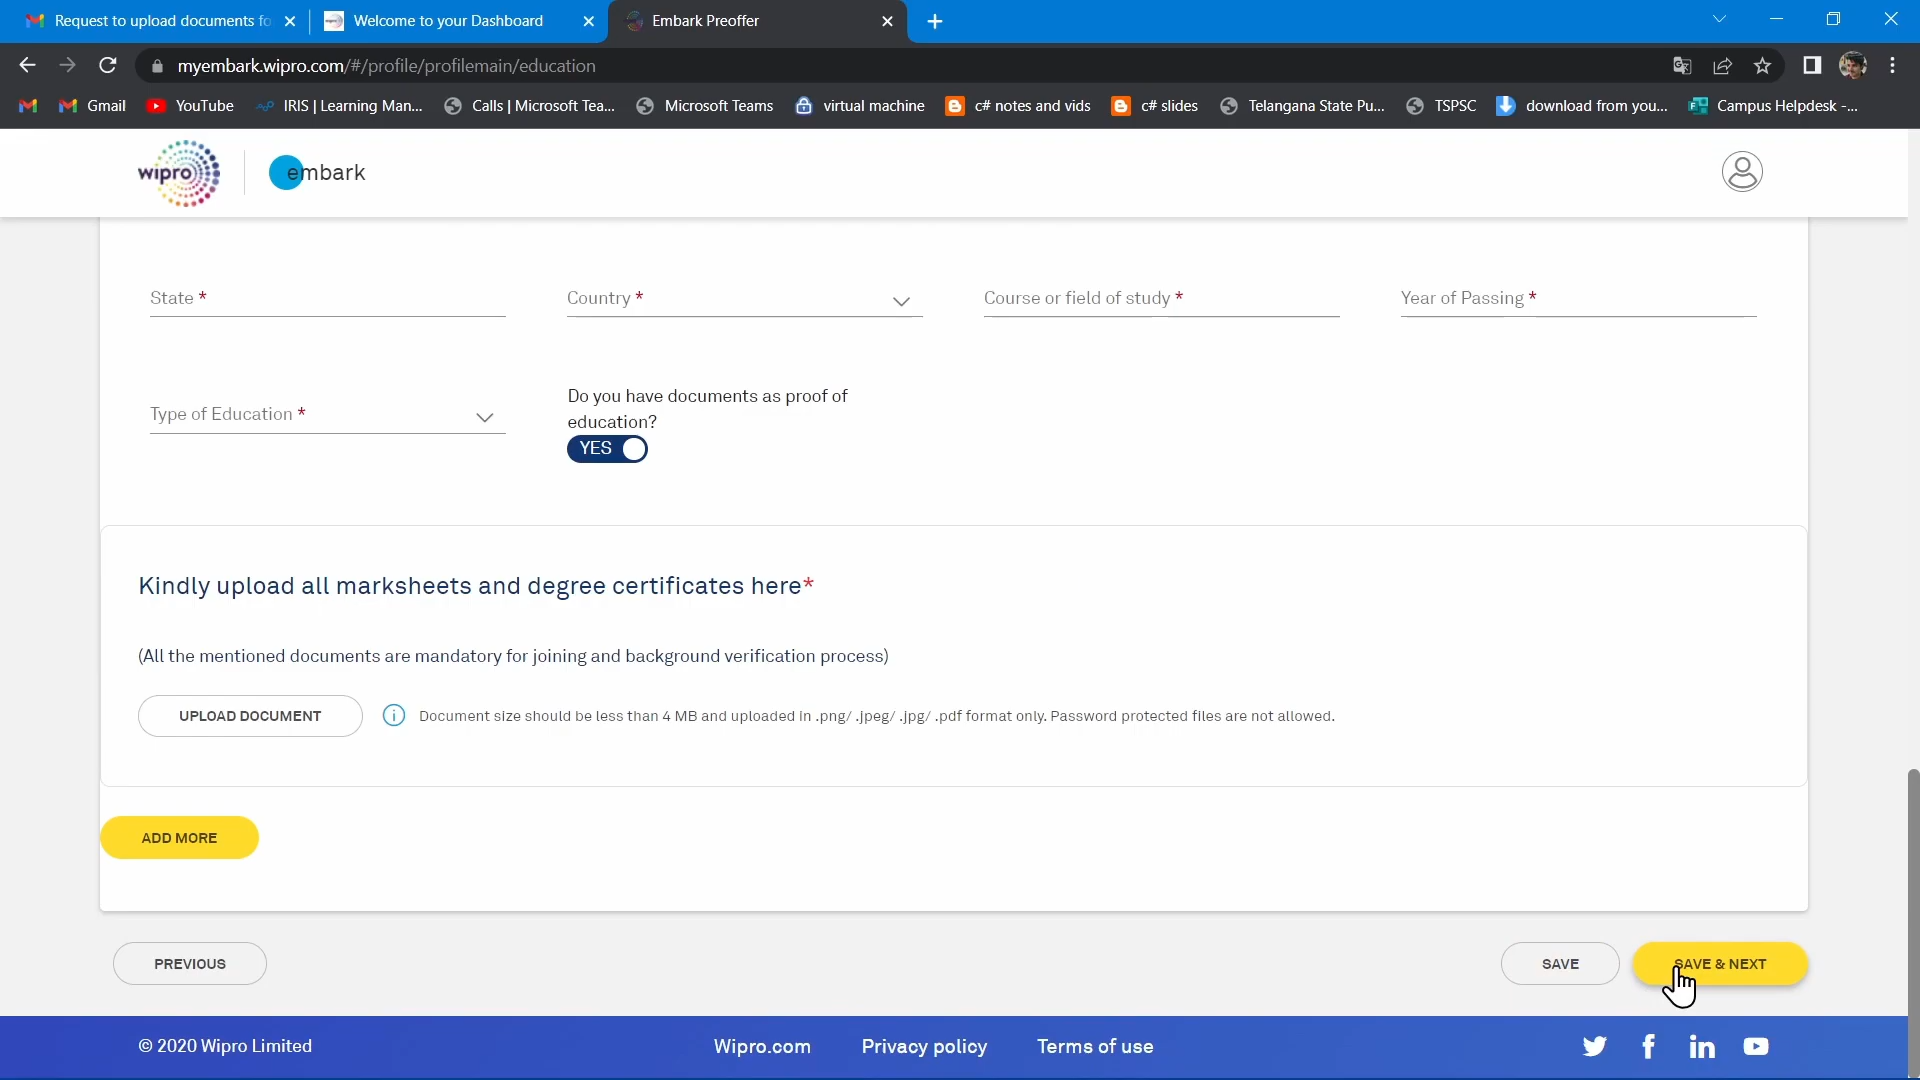 Request to upload documents fo
Welcome to your Dashboard
Embark Preoffer
myembark.wipro.com/#/profile/profilemain/education
Gmail
YouTube
IRIS | Learning Man...
Calls | Microsoft Tea...
Microsoft Teams
virtual machine
c# notes and vids
c# slides
Telangana State Pu...
TSPSC
download from you...
Campus Helpdesk -...
wipro
embark
State *
Country *
Course or field of study *
Year of Passing *
Type of Education *
Do you have documents as proof of
education?
YES
Kindly upload all marksheets and degree certificates here*
(All the mentioned documents are mandatory for joining and background verification process)
UPLOAD DOCUMENT
Document size should be less than 4 MB and uploaded in .png/ .jpeg/ .jpg/ .pdf format only. Password protected files are not allowed.
ADD MORE
PREVIOUS
SAVE
SAVE & NEXT
© 2020 Wipro Limited
Wipro.com
Privacy policy
Terms of use